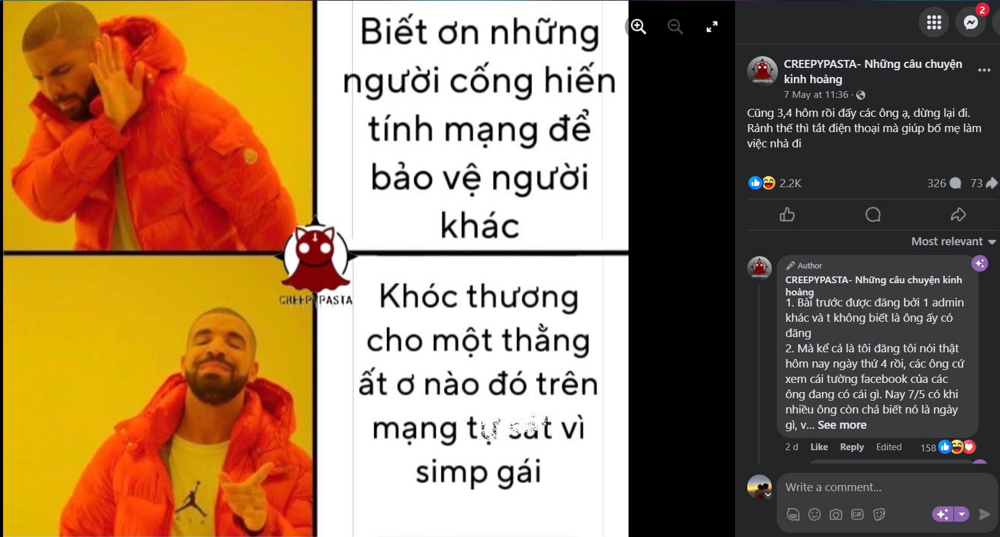 Biết ơn những
người cống hiến
tính mạng để
bảo vệ người
khác
CREEPYPASTA
Khóc thương
cho một thằng
ất ơ nào đó trên
mạng tự sát vì
simp gái
2
CREEPYPASTA- Những câu chuyện
kinh hoàng
7 May at 11:36 ·
Cũng 3,4 hôm rồi đấy các ông ạ, dừng lại đi.
Rảnh thế thì tắt điện thoại mà giúp bố mẹ làm
việc nhà đi
2.2K
326
73
Most relevant
Author
CREEPYPASTA- Những câu chuyện kinh
hoàng
1. Bài trước được đăng bởi 1 admin
khác và t không biết là ông ấy có
đăng
2. Mà kể cả là tôi đăng tôi nói thật
hôm nay ngày thứ 4 rồi, các ông cứ
xem cái tường facebook của các
ông đang có cái gì. Nay 7/5 có khi
nhiều ông còn chả biết nó là ngày
gì, v... See more
2 d Like Reply Edited 158
Write a comment...
GIF